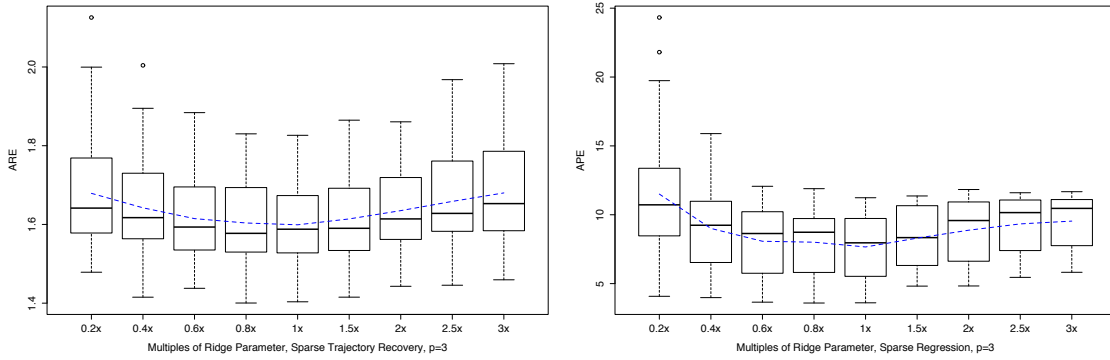 ARE
2.0
1.8
1.6
1.4
0.2x 0.4x 0.6x 0.8x 1x 1.5x 2x 2.5x 3x
Multiples of Ridge Parameter, Sparse Trajectory Recovery, p=3
APE
25
20
15
10
5
0.2x 0.4x 0.6x 0.8x 1x 1.5x 2x 2.5x 3x
Multiples of Ridge Parameter, Sparse Regression, p=3